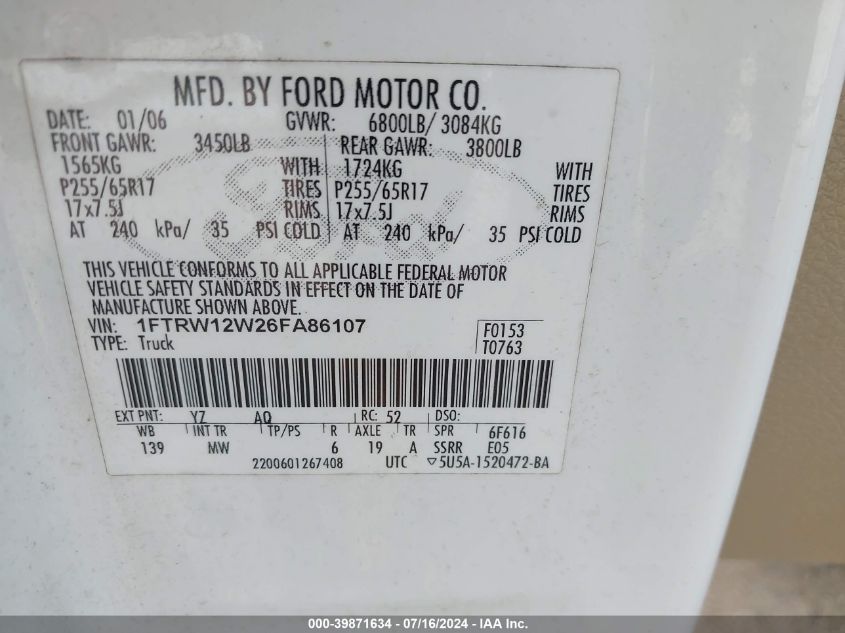 MFD. BY FORD MOTOR CO.
DATE: 01/06 GVWR: 6800LB/ 3084KG
FRONT GAWR: 3450LB REAR GAWR: 3800LB
1565KG WITH 1724KG WITH
P255/65R17 TIRES P255/65R17 TIRES
17x7.5J RIMS 17x7.5J RIMS
AT 240 kPa/ 35 PSI COLD AT 240 kPa/ 35 PSI COLD
THIS VEHICLE CONFORMS TO ALL APPLICABLE FEDERAL MOTOR
VEHICLE SAFETY STANDARDS IN EFFECT ON THE DATE OF
MANUFACTURE SHOWN ABOVE.
VIN: 1FTRW12W26FA86107 F0153
TYPE: Truck T0763
EXT PNT: YZ AQ RC: 52 DSO:
WB INT TR TP/PS R AXLE TR SPR 6F616
139 MW 6 19 A SSRR E05
2200601267408 UTC ▽5U5A-1520472-BA
000-39871634 / 07/16/2024 - IAA Inc.